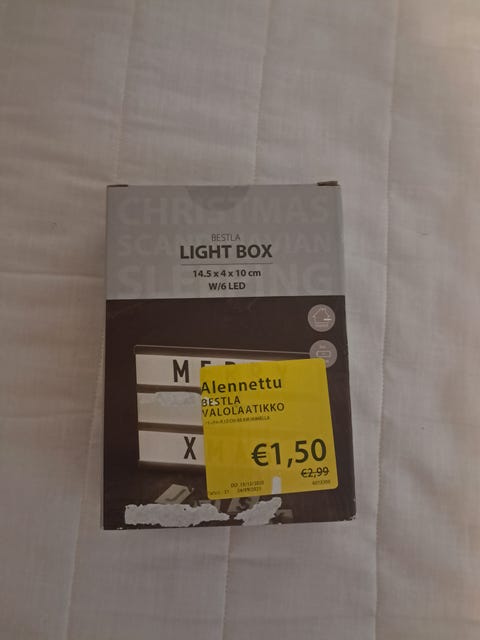 CHRISTMAS
BESTLA
SCANDINAVIAN
LIGHT BOX
14.5 x 4 x 10 cm
W/6 LED
MERRY
Alennettu
BESTLA
VALOLAATIKKO
X
€1,50
€2,99